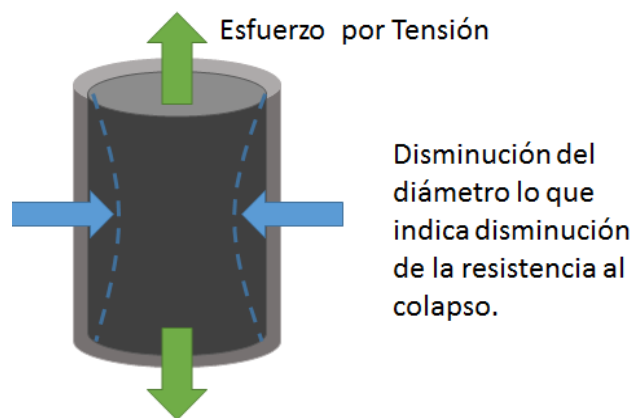 Esfuerzo por Tensión
Disminución del
diámetro lo que
indica disminución
de la resistencia al
colapso.